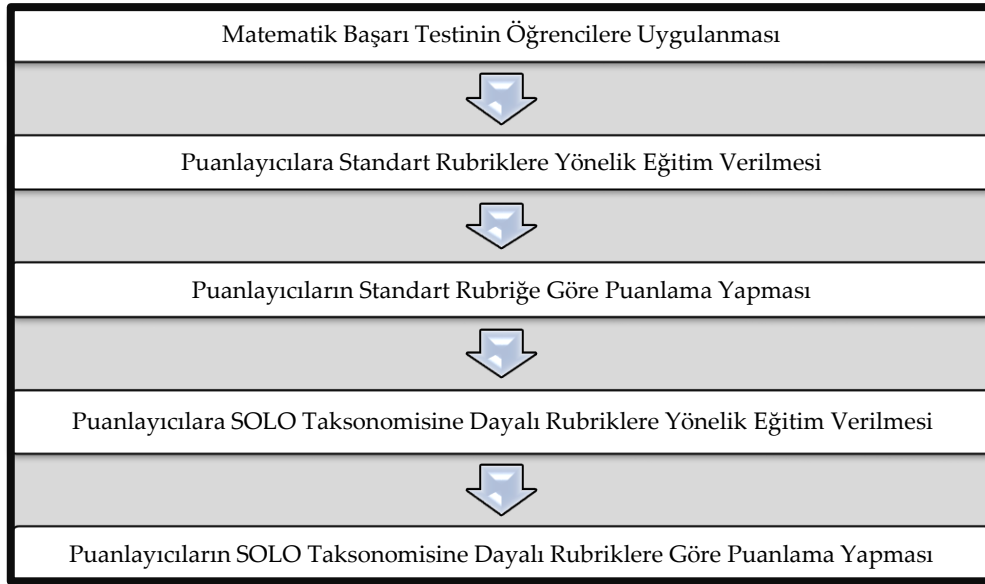 Matematik Başarı Testinin Öğrencilere Uygulanması
Puanlayıcılara Standart Rubriklere Yönelik Eğitim Verilmesi
Puanlayıcıların Standart Rubriğe Göre Puanlama Yapması
Puanlayıcılara SOLO Taksonomisine Dayalı Rubriklere Yönelik Eğitim Verilmesi
Puanlayıcıların SOLO Taksonomisine Dayalı Rubriklere Göre Puanlama Yapması